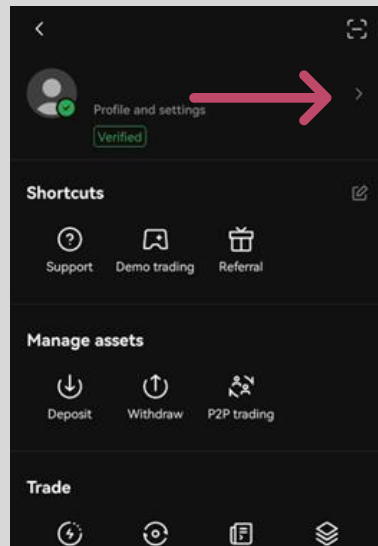 Profile and settings
Verified
Shortcuts
Support Demo trading Referral
Manage assets
Deposit Withdraw P2P trading
Trade